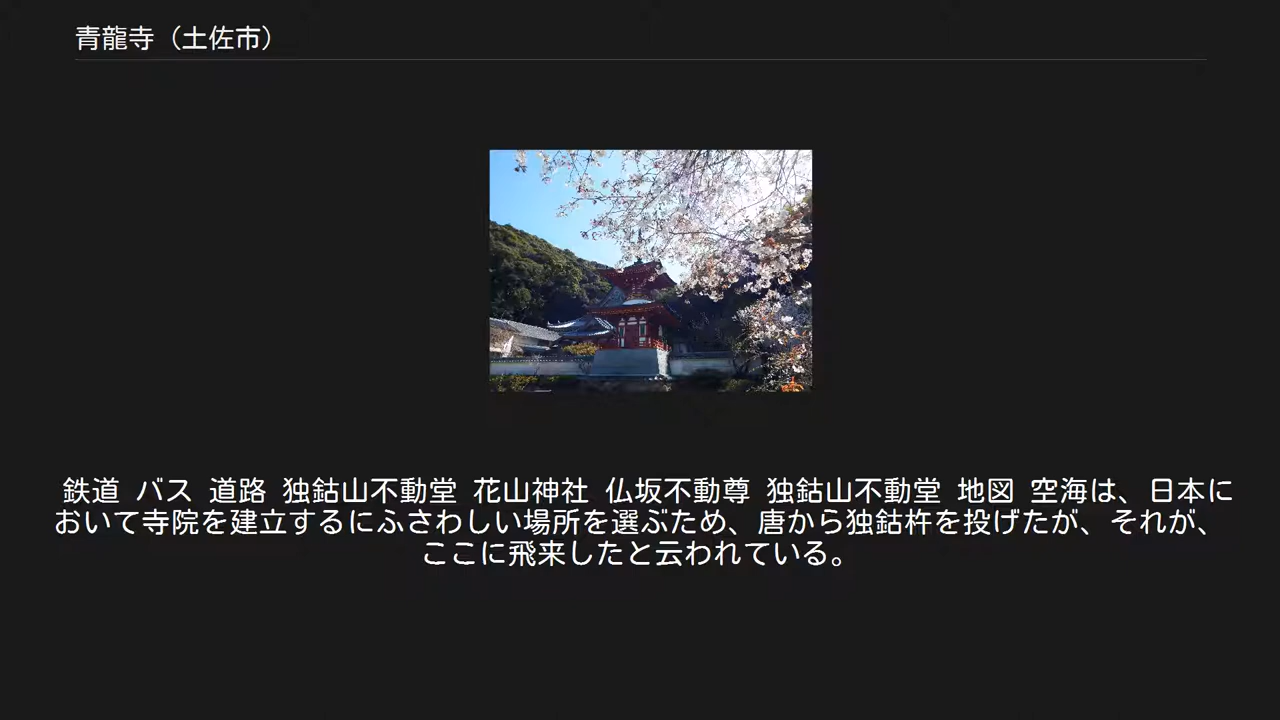 青龍寺（土佐市）
鉄道 バス 道路 独鈷山不動堂 花山神社 仏坂不動尊 独鈷山不動堂 地図 空海は、日本に
おいて寺院を建立するにふさわしい場所を選ぶため、唐から独鈷杵を投げたが、それが、
ここに飛来したと云われている。